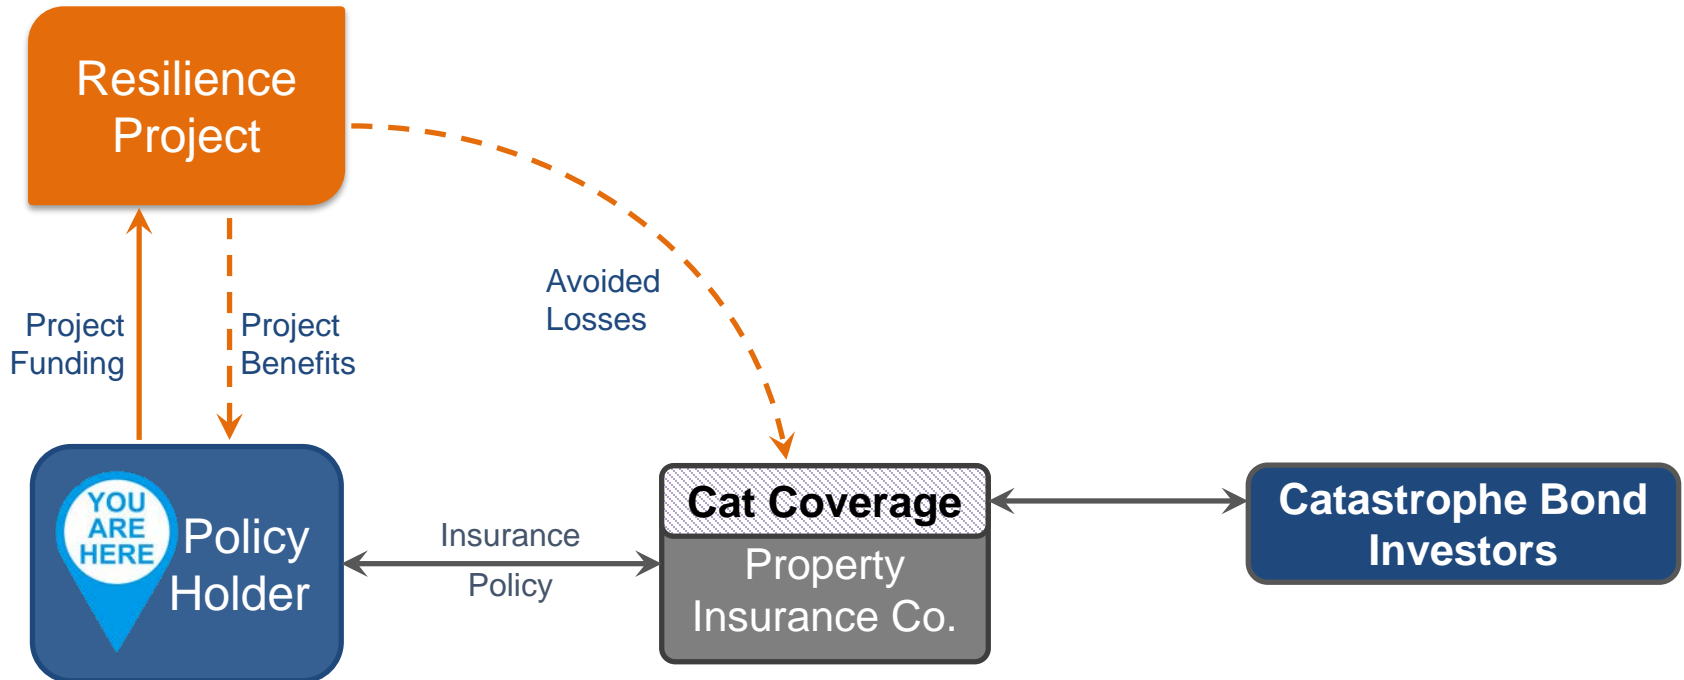 Resilience
Project
Avoided
Losses
Project
Funding
Project
Benefits
YOU
ARE
HERE
Policy
Holder
Insurance
Policy
Cat Coverage
Property
Insurance Co.
Catastrophe Bond
Investors